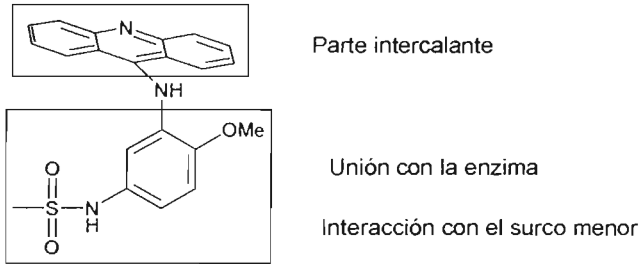 N
Parte intercalante
NH
OMe
Unión con la enzima
O
S
N
H
O
Interacción con el surco menor